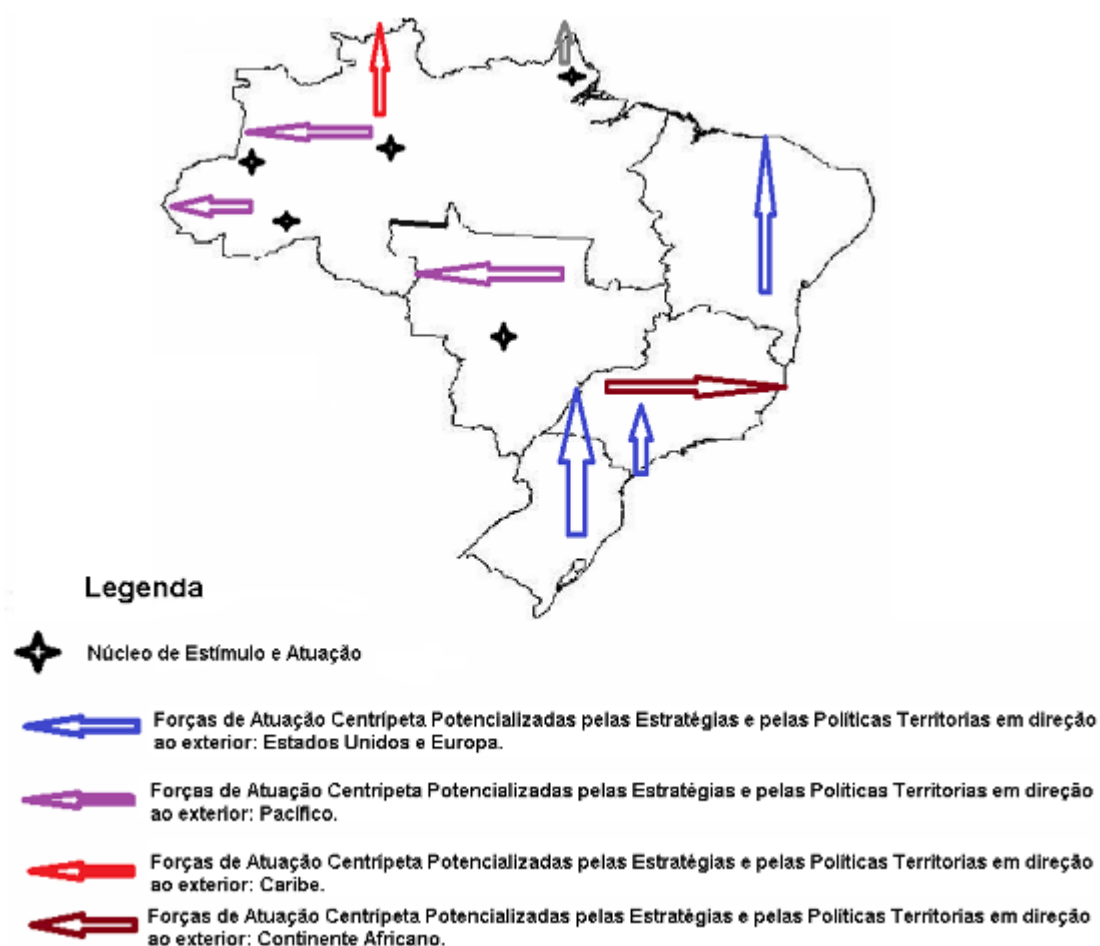 Legenda
Núcleo de Estímulo e Atuação
Forças de Atuação Centrípeta Potencializadas pelas Estratégias e pelas Políticas Territorias em direção
ao exterior: Estados Unidos e Europa.
Forças de Atuação Centrípeta Potencializadas pelas Estratégias e pelas Políticas Territorias em direção
ao exterior: Pacífico.
Forças de Atuação Centrípeta Potencializadas pelas Estratégias e pelas Políticas Territorias em direção
ao exterior: Caribe.
Forças de Atuação Centrípeta Potencializadas pelas Estratégias e pelas Políticas Territorias em direção
ao exterior: Continente Africano.